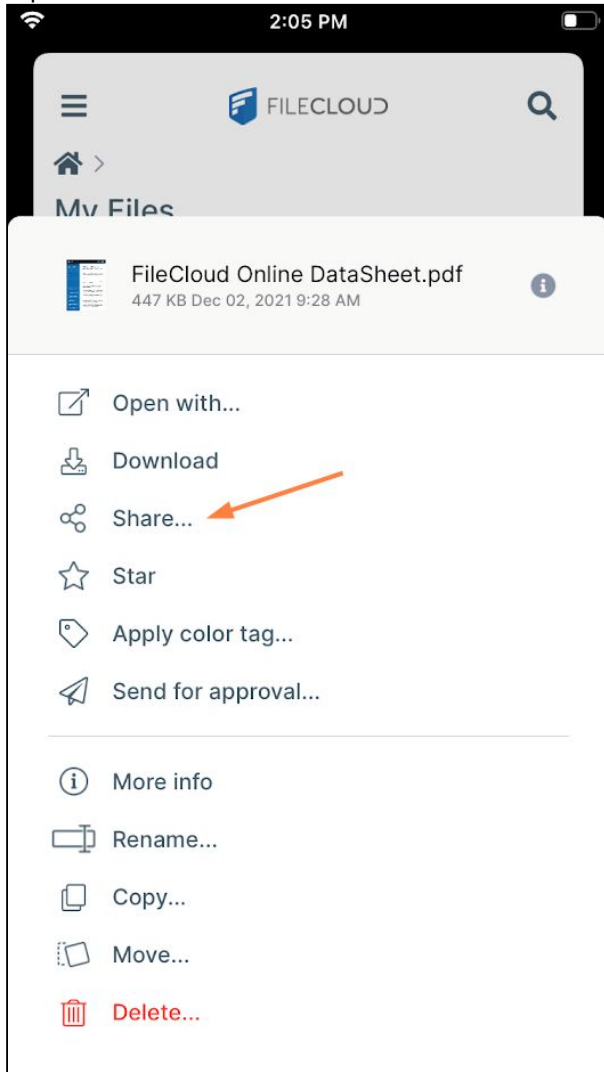 2:05 PM
FILECLOUD
>
My Files
FileCloud Online DataSheet.pdf
447 KB Dec 02, 2021 9:28 AM
Open with...
Download
Share...
Star
Apply color tag...
Send for approval...
More info
Rename...
Copy...
Move...
Delete...